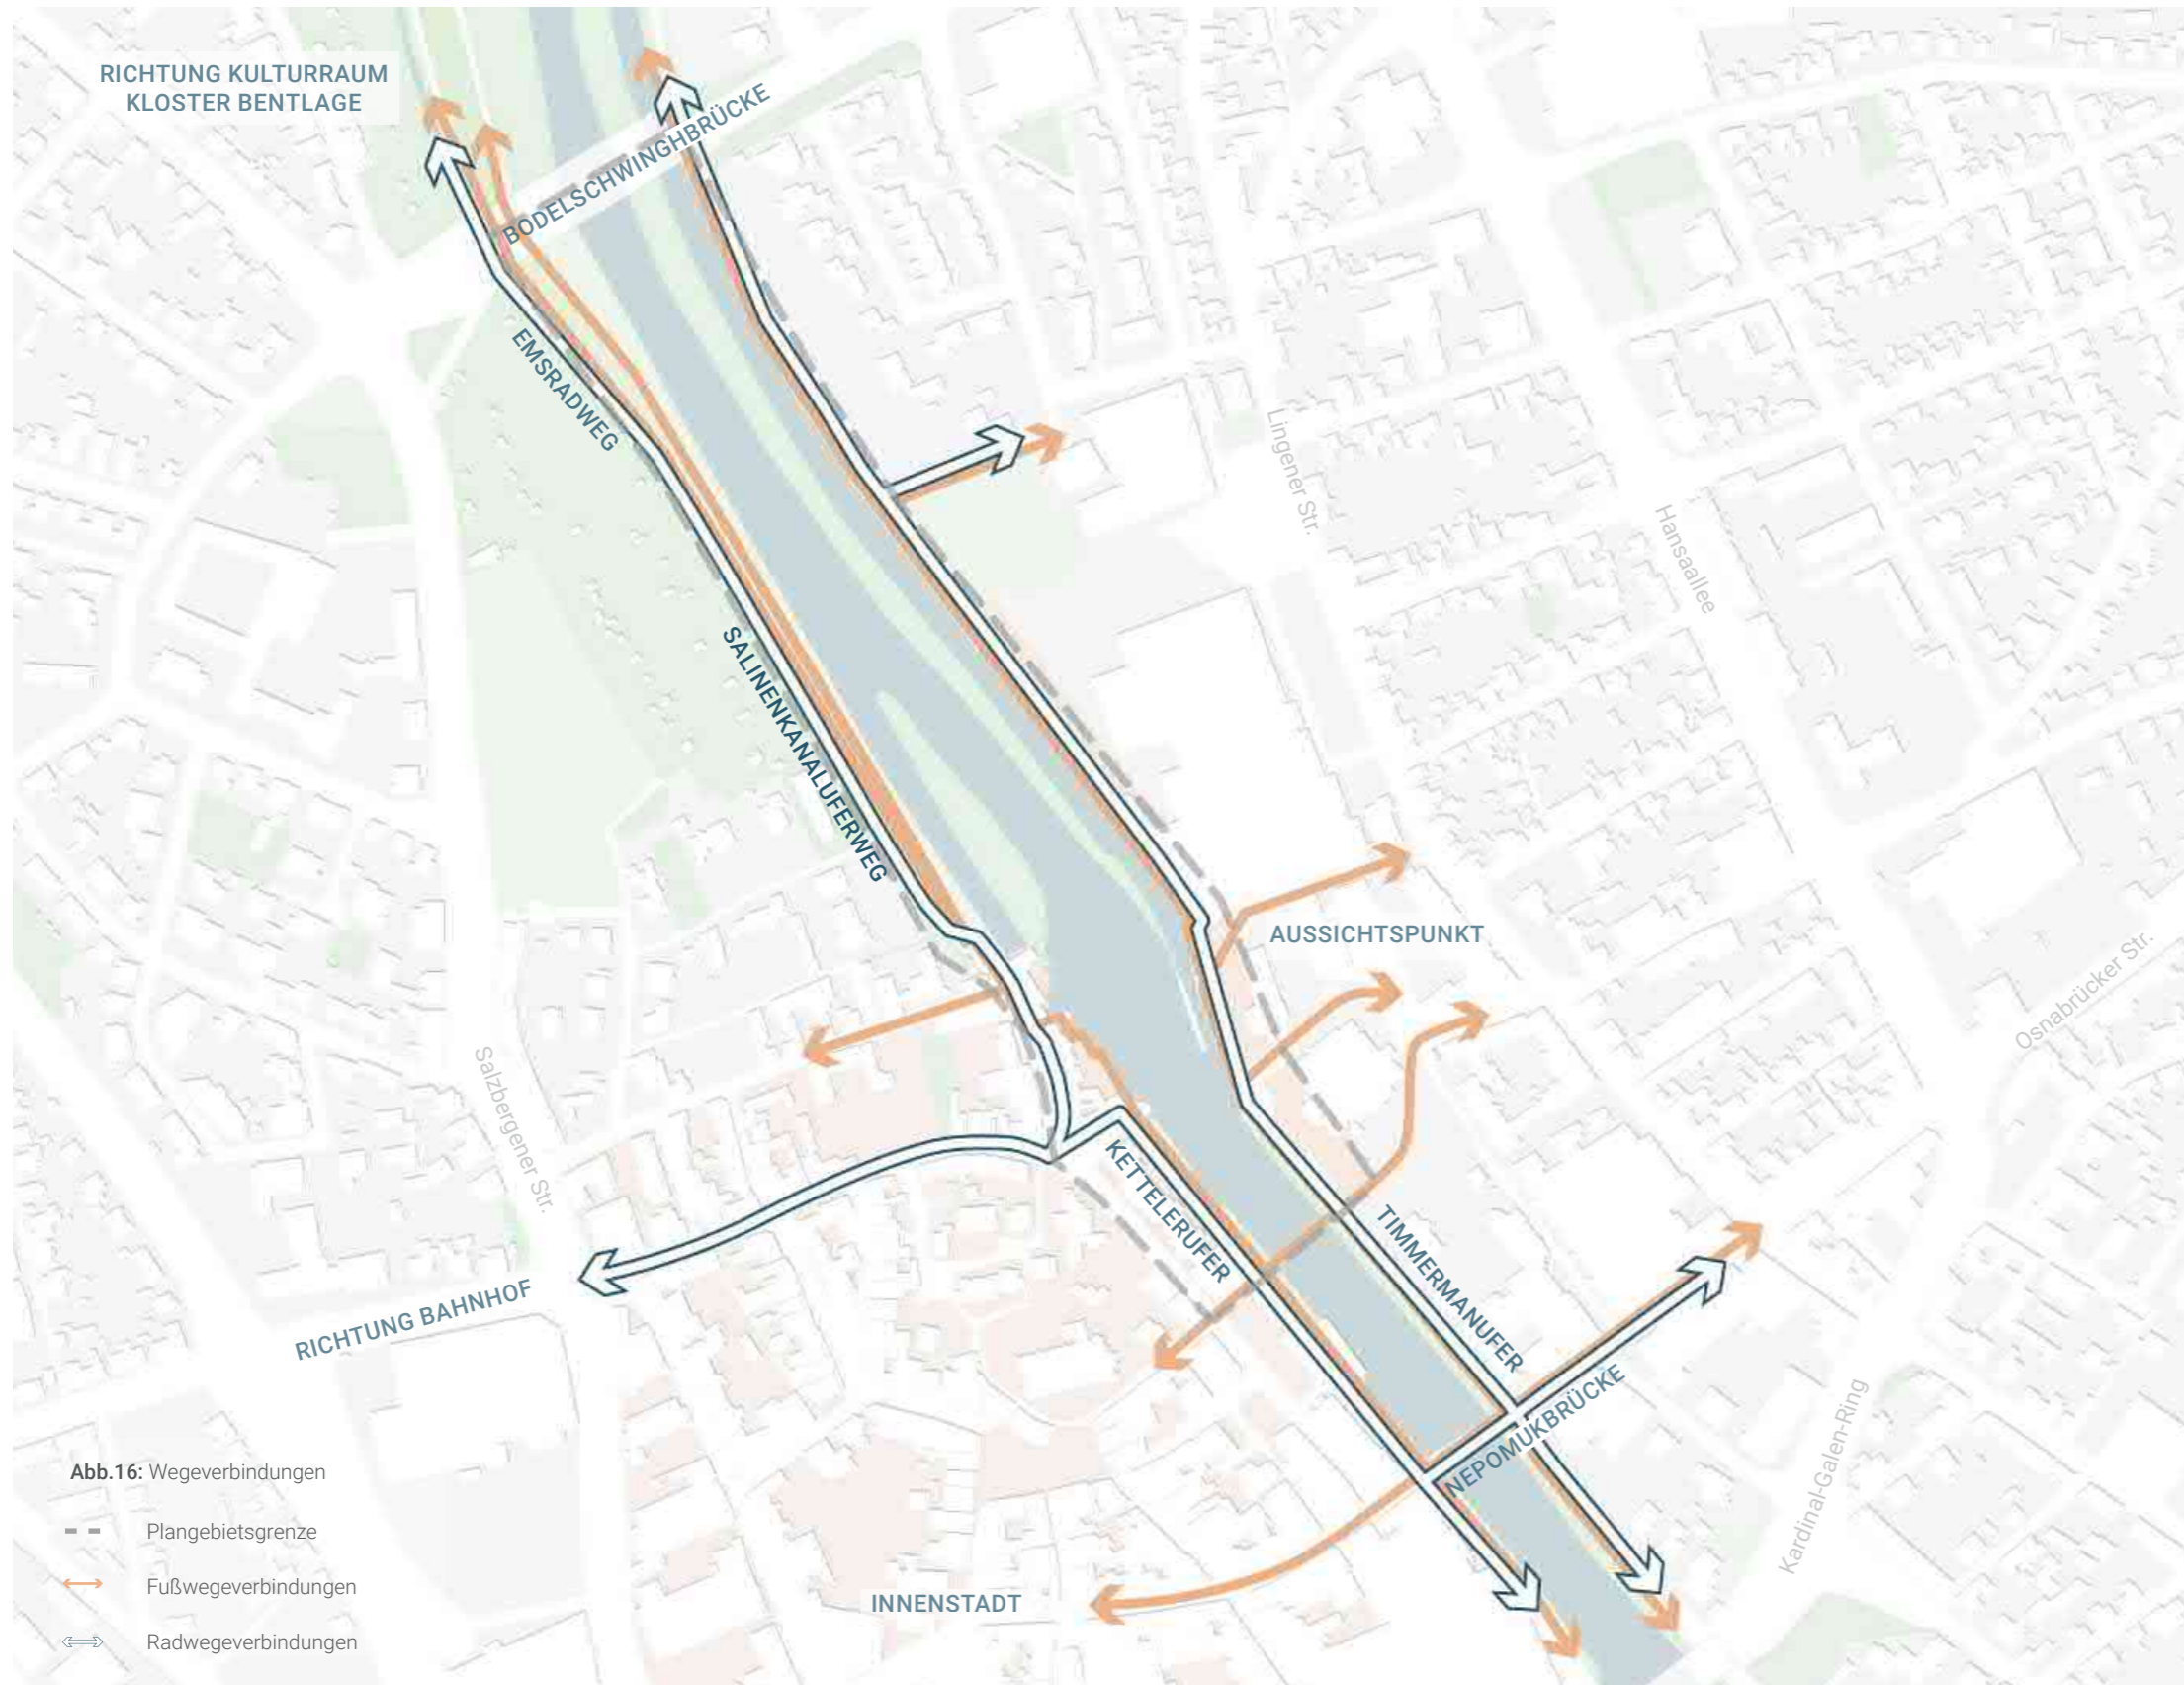 RICHTUNG KULTURRAUM
KLOSTER BENTLAGE
BODELSCHWINGHBRÜCKE
EMSRADWEG
Lingener Str.
Hansaallee
SALINENKANALUFERWEG
AUSSICHTSPUNKT
Osnabrücker Str.
Salzbergener Str.
KETTELERUFER
TIMMERMANUFER
RICHTUNG BAHNHOF
NEPOMUKBRÜCKE
Kardinal-Galen-Ring
INNENSTADT
Abb.16: Wegeverbindungen
Plangebietsgrenze
Fußwegeverbindungen
Radwegeverbindungen